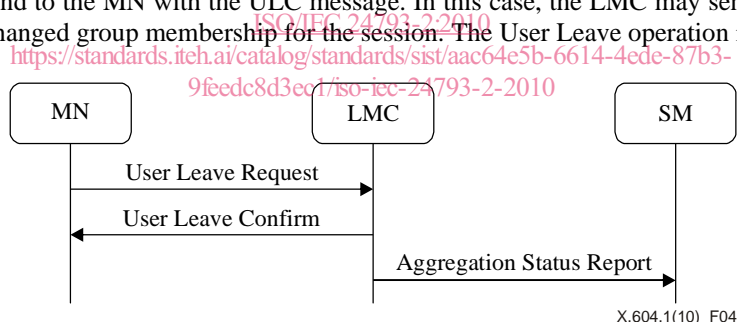 nd to the MN with the ULC message. In this case, the LMC may ser
ISO/IEC 24793-2:2010
hanged group membership for the session. The User Leave operation i
https://standards.iteh.ai/catalog/standards/sist/aac64e5b-6614-4ede-87b3-
9feedc8d3ec1/iso-iec-24793-2-2010
MN LMC SM
User Leave Request
User Leave Confirm
Aggregation Status Report
X.604.1(10)_F04